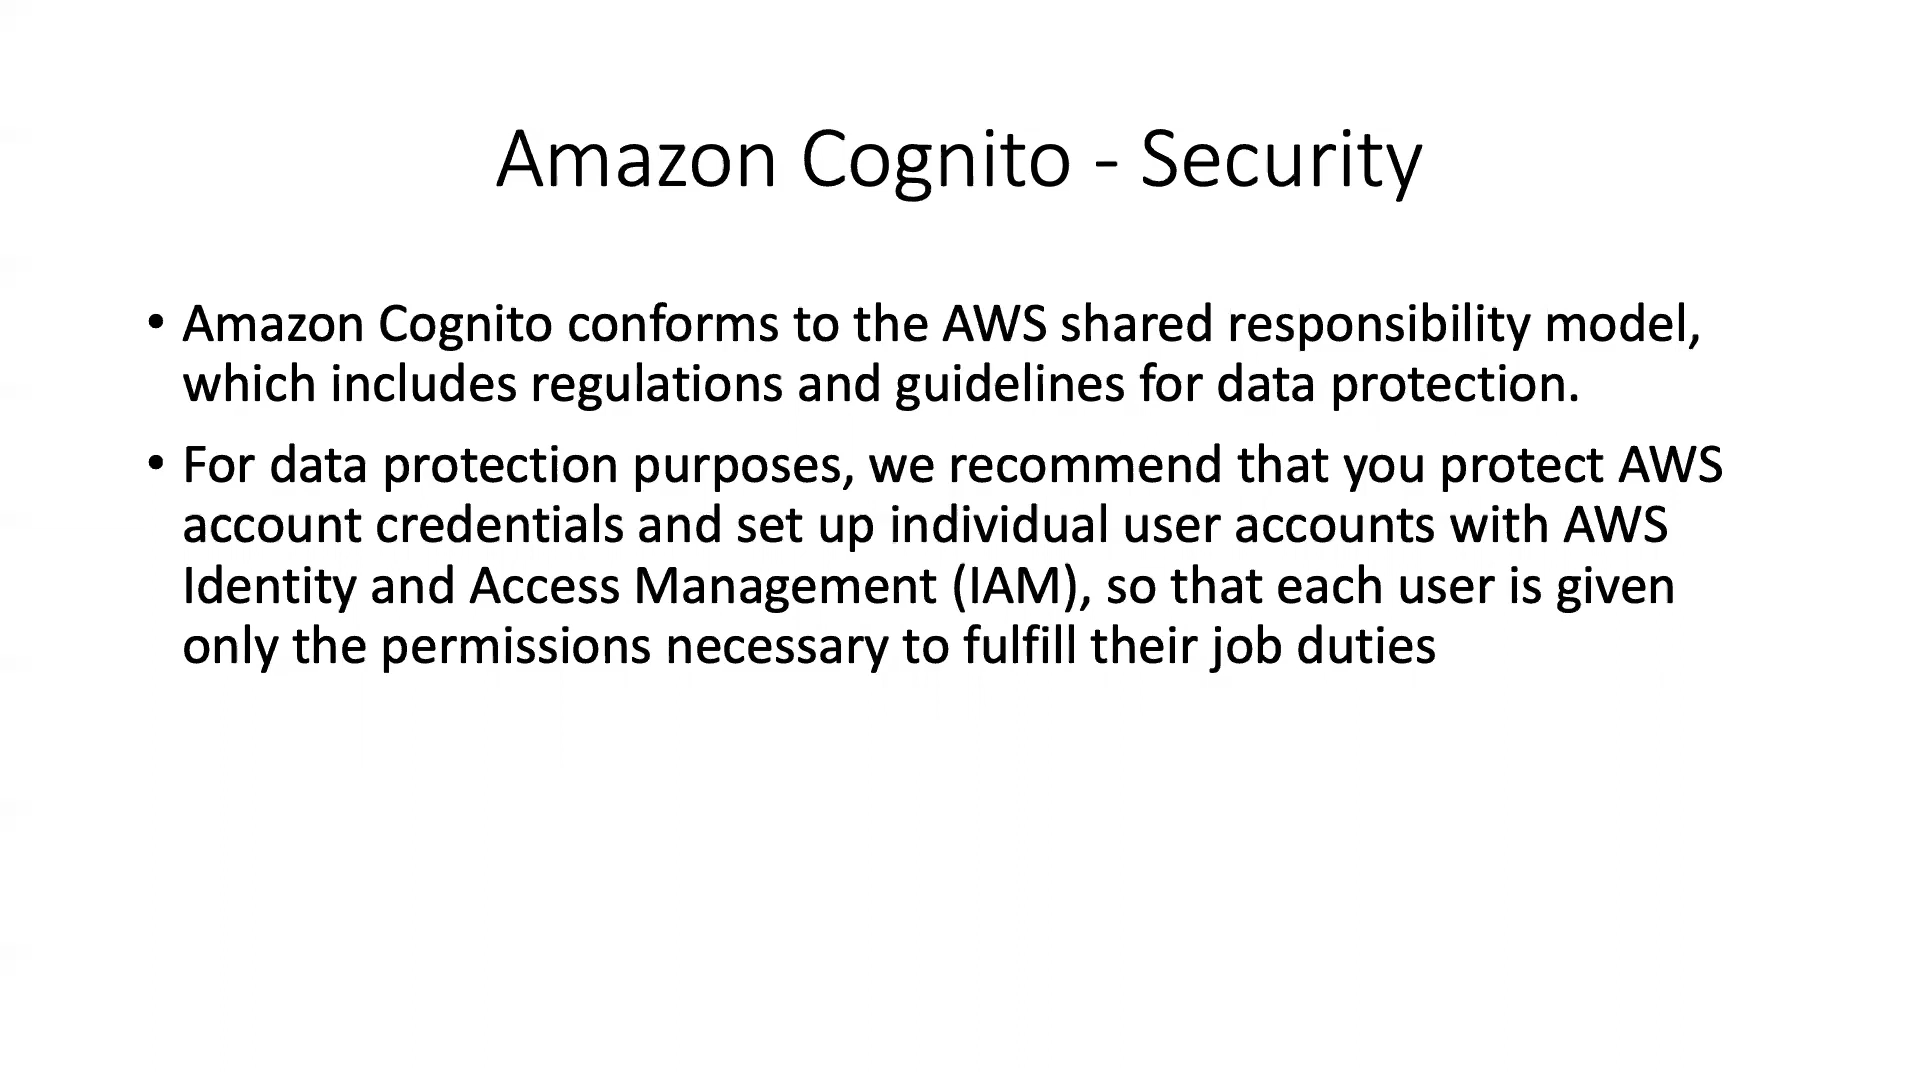 Amazon Cognito - Security
• Amazon Cognito conforms to the AWS shared responsibility model,
which includes regulations and guidelines for data protection.
• For data protection purposes, we recommend that you protect AWS
account credentials and set up individual user accounts with AWS
Identity and Access Management (IAM), so that each user is given
only the permissions necessary to fulfill their job duties